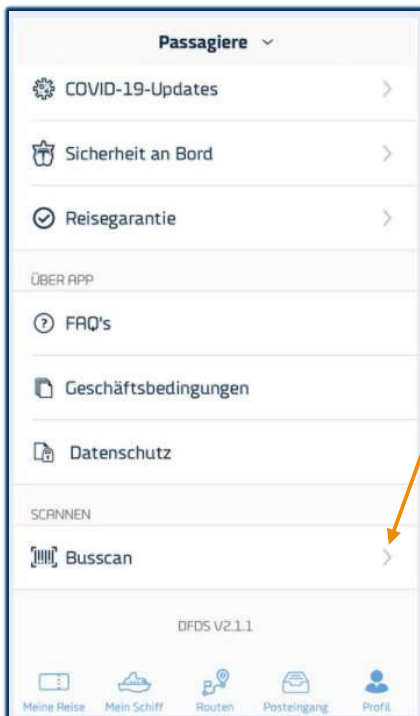 Passagiere
COVID-19-Updates
Sicherheit an Bord
Reisegarantie
ÜBER APP
FAQ's
Geschäftsbedingungen
Datenschutz
SCANNEN
Busscan
DFDS V2.1.1
Meine Reise Mein Schiff Routen Posteingang Profil